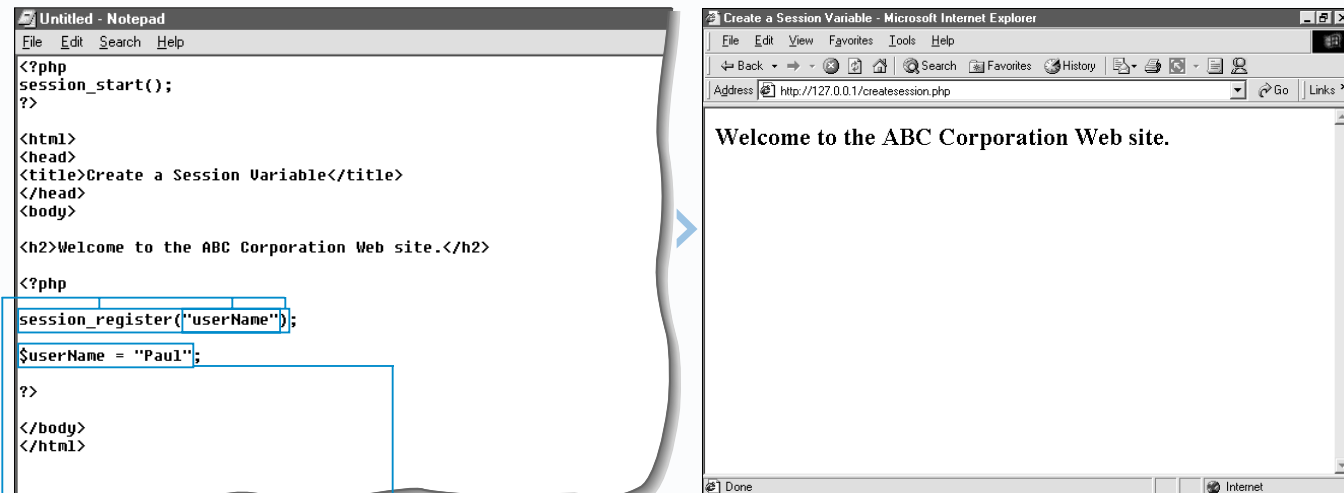 Untitled - Notepad
File Edit Search Help
<?php
session_start();
?>
<html>
<head>
<title>Create a Session Variable</title>
</head>
<body>
<h2>Welcome to the ABC Corporation Web site.</h2>
<?php
session_register("userName");
$userName = "Paul";
?>
</body>
</html>
Create a Session Variable - Microsoft Internet Explorer
File Edit View Favorites Tools Help
Back Search Favorites History
Address http://127.0.0.1/createsession.php Go Links
Welcome to the ABC Corporation Web site.
Done Internet